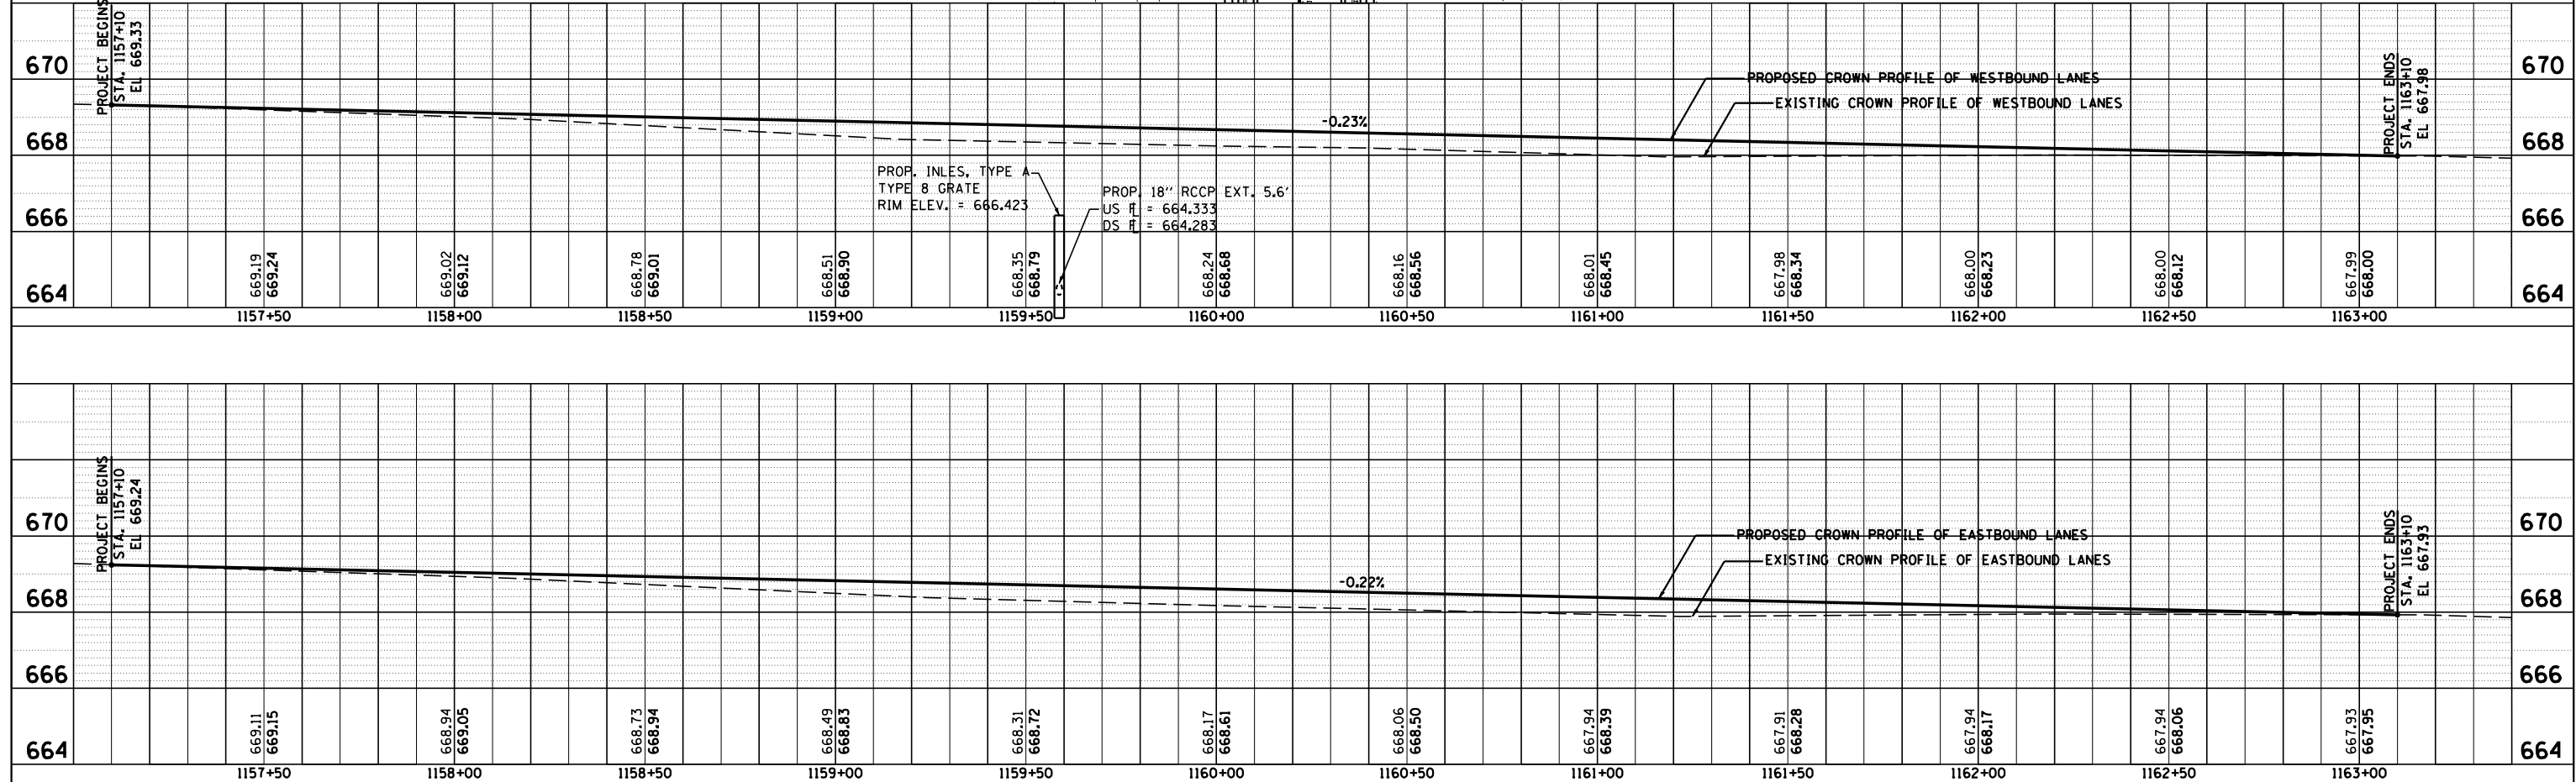 PROJECT BEGINS
STA. 1157+10
EL 669.33
670
670
PROPOSED CROWN PROFILE OF WESTBOUND LANES
EXISTING CROWN PROFILE OF WESTBOUND LANES
PROJECT ENDS
STA. 1163+10
EL 667.98
-0.23%
668
668
PROP. INLES, TYPE A
TYPE 8 GRATE
RIM ELEV. = 666.423
PROP. 18" RCCP EXT. 5.6'
US FL = 664.333
DS FL = 664.283
666
666
669.19
669.24
669.02
669.12
668.78
669.01
668.51
668.90
668.35
668.79
668.24
668.68
668.16
668.56
668.01
668.45
667.98
668.34
668.00
668.23
668.00
668.12
667.99
668.00
664
664
1157+50 1158+00 1158+50 1159+00 1159+50 1160+00 1160+50 1161+00 1161+50 1162+00 1162+50 1163+00
PROJECT BEGINS
STA. 1157+10
EL 669.24
670
670
PROPOSED CROWN PROFILE OF EASTBOUND LANES
EXISTING CROWN PROFILE OF EASTBOUND LANES
PROJECT ENDS
STA. 1163+10
EL 667.93
-0.22%
668
668
666
666
669.11
669.15
668.94
669.05
668.73
668.94
668.49
668.83
668.31
668.72
668.17
668.61
668.06
668.50
667.94
668.39
667.91
668.28
667.94
668.17
667.94
668.06
667.93
667.95
664
664
1157+50 1158+00 1158+50 1159+00 1159+50 1160+00 1160+50 1161+00 1161+50 1162+00 1162+50 1163+00